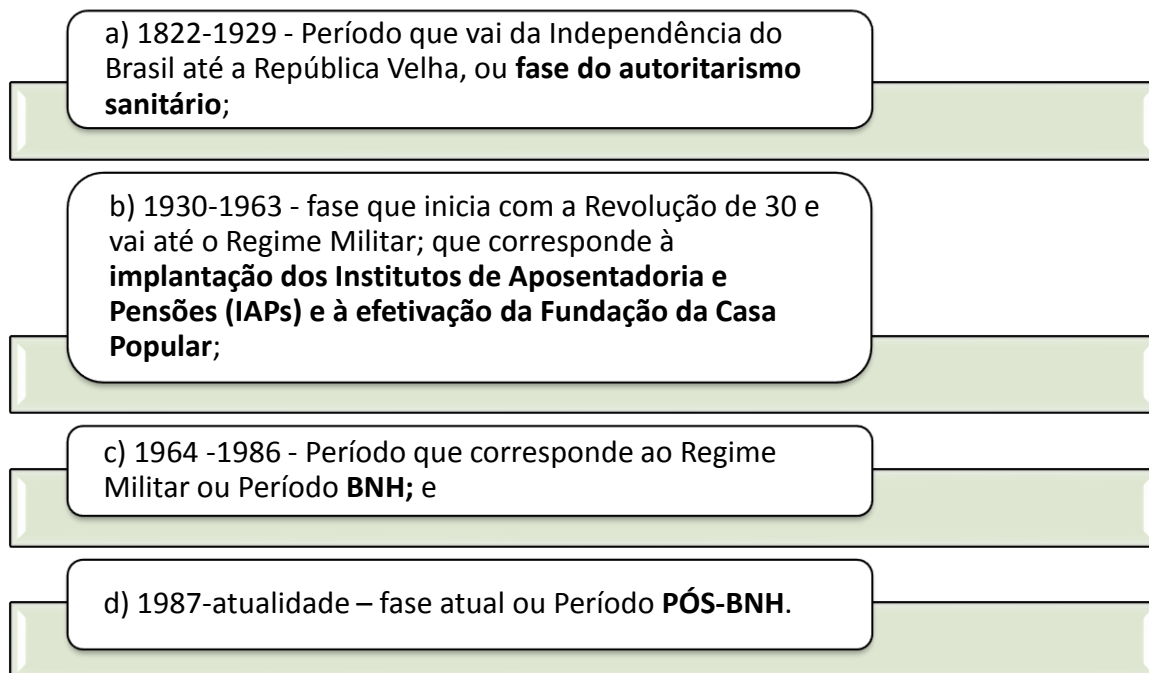 a) 1822-1929 - Período que vai da Independência do
Brasil até a República Velha, ou fase do autoritarismo
sanitário;
b) 1930-1963 - fase que inicia com a Revolução de 30 e
vai até o Regime Militar; que corresponde à
implantação dos Institutos de Aposentadoria e
Pensões (IAPs) e à efetivação da Fundação da Casa
Popular;
c) 1964 -1986 - Período que corresponde ao Regime
Militar ou Período BNH; e
d) 1987-atualidade – fase atual ou Período PÓS-BNH.